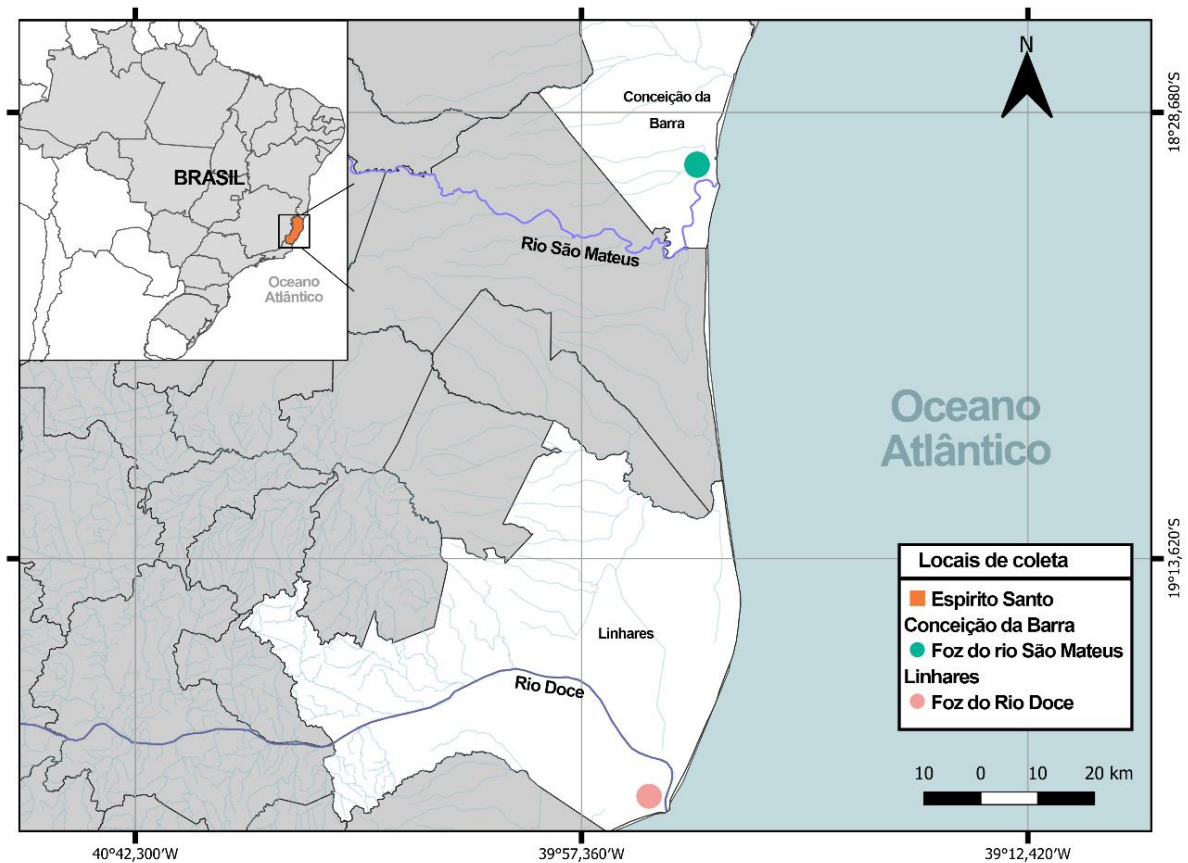 BRASIL
Oceano
Atlântico
Conceição da
Barra
N
18°28,680'S
Rio São Mateus
Oceano
Atlântico
19°13,620'S
Linhares
Rio Doce
Locais de coleta
Espirito Santo
Conceição da Barra
Foz do rio São Mateus
Linhares
Foz do Rio Doce
10 0 10 20 km
40°42,300'W 39°57,360'W 39°12,420'W